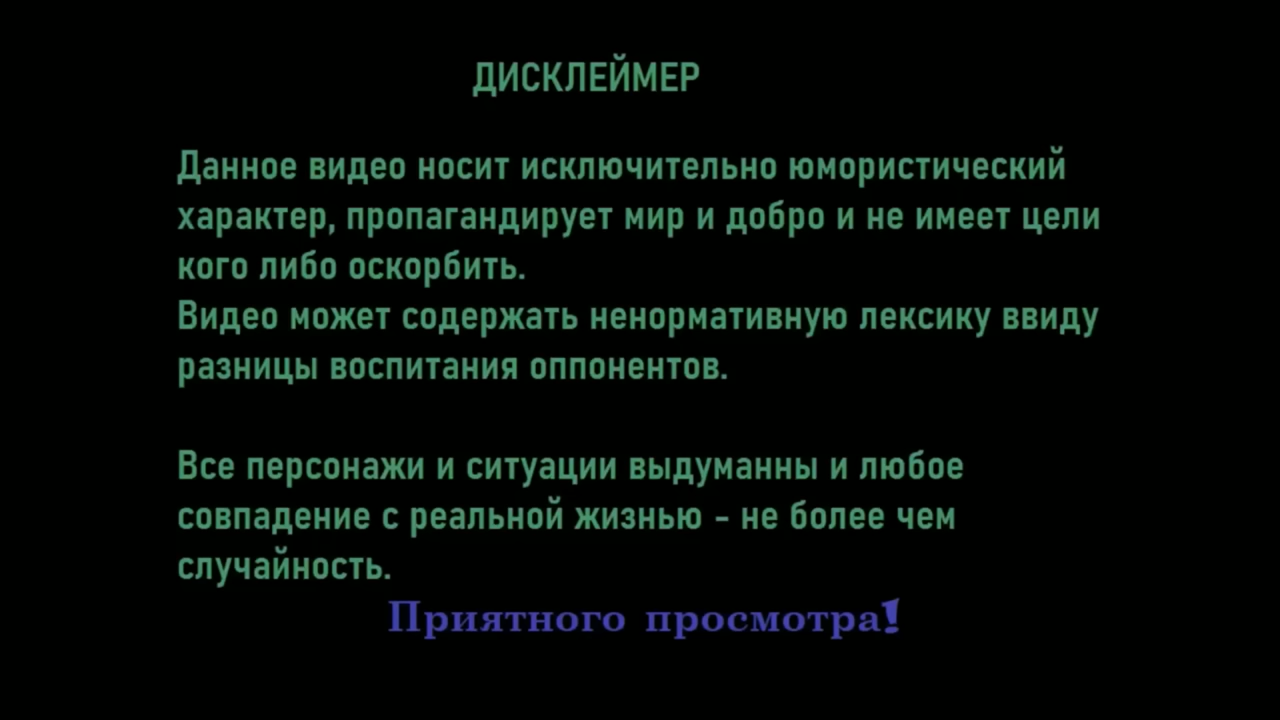 ДИСКЛЕЙМЕР
Данное видео носит исключительно юмористический
характер, пропагандирует мир и добро и не имеет цели
кого либо оскорбить.
Видео может содержать ненормативную лексику ввиду
разницы воспитания оппонентов.
Все персонажи и ситуации выдуманны и любое
совпадение с реальной жизнью - не более чем
случайность.
Приятного просмотра!